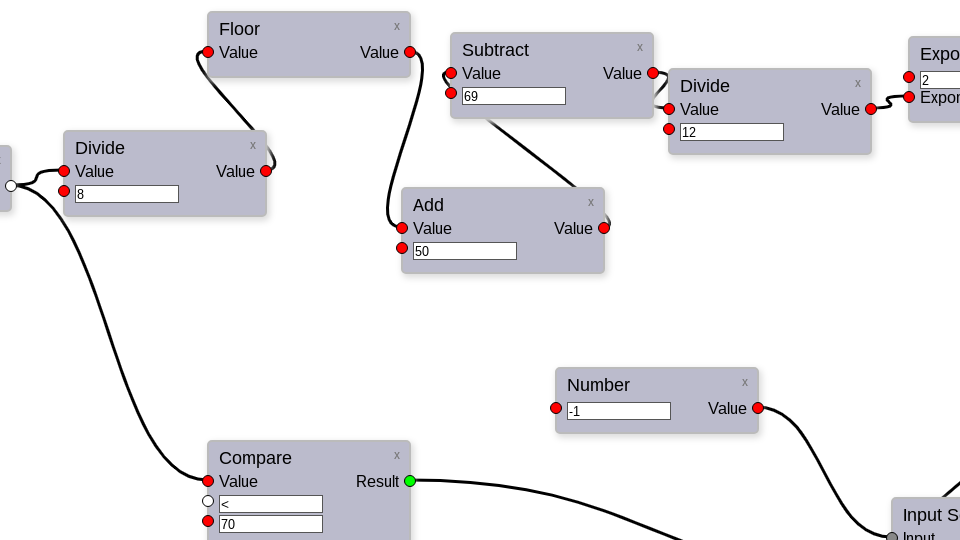 Floor x
Value Value
Subtract x
Value Value
69
Divide x
Value Value
12
Expo
2
Expor
Divide x
Value Value
8
Add x
Value Value
50
Number x
-1 Value
Compare x
Value Result
<
70
Input S
Input